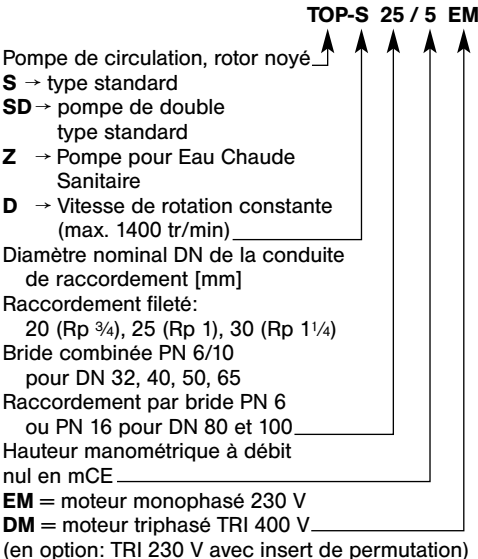 TOP-S 25 / 5 EM
Pompe de circulation, rotor noyé
S → type standard
SD → pompe de double
type standard
Z → Pompe pour Eau Chaude
Sanitaire
D → Vitesse de rotation constante
(max. 1400 tr/min)
Diamètre nominal DN de la conduite
de raccordement [mm]
Raccordement fileté:
20 (Rp ¾), 25 (Rp 1), 30 (Rp 1¼)
Bride combinée PN 6/10
pour DN 32, 40, 50, 65
Raccordement par bride PN 6
ou PN 16 pour DN 80 et 100
Hauteur manométrique à débit
nul en mCE
EM = moteur monophasé 230 V
DM = moteur triphasé TRI 400 V
(en option: TRI 230 V avec insert de permutation)